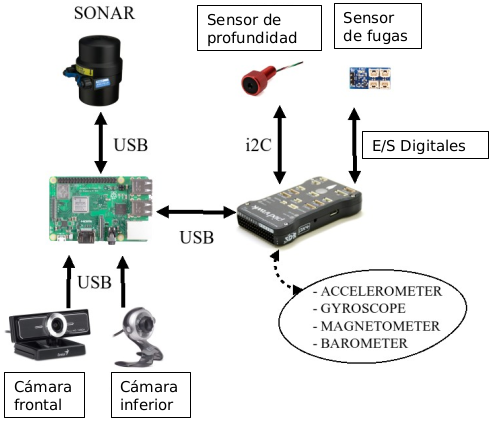 SONAR
Sensor de
profundidad
Sensor
de fugas
USB
i2C
E/S Digitales
USB
USB
- ACCELEROMETER
- GYROSCOPE
- MAGNETOMETER
- BAROMETER
Cámara
frontal
Cámara
inferior